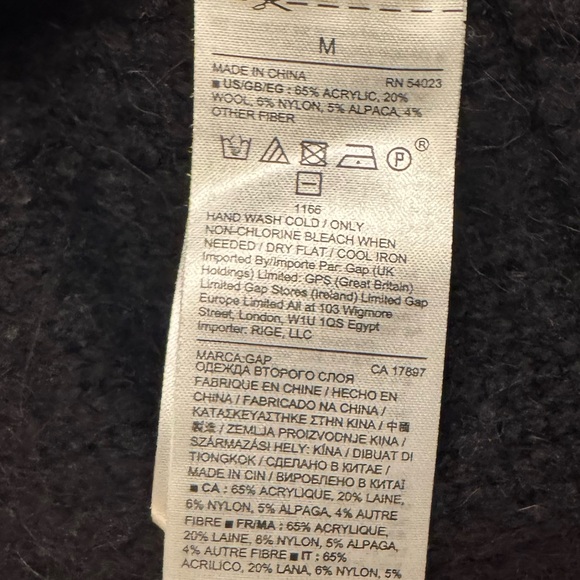 M
MADE IN CHINA RN 54023
■ US/GB/EG : 65% ACRYLIC, 20%
WOOL, 6% NYLON, 5% ALPACA, 4%
OTHER FIBER
P ®
1166
HAND WASH COLD / ONLY
NON-CHLORINE BLEACH WHEN
NEEDED / DRY FLAT / COOL IRON
Imported By/Importe Par: Gap (UK
Holdings) Limited: GPS (Great Britain)
Limited Gap Stores (Ireland) Limited Gap
Europe Limited All at 103 Wigmore
Street, London, W1U 1QS Egypt
Importer: RIGE, LLC
MARCA:GAP CA 17897
ОДЕЖДА ВТОРОГО СЛОЯ
FABRIQUE EN CHINE / HECHO EN
CHINA / FABRICADO NA CHINA /
ΚΑΤΑΣΚΕΥΑΣΤΗΚΕ ΣΤΗΝ ΚΙΝΑ / 中國
製造 / ZEMLJA PROIZVODNJE KINA /
SZÁRMAZÁSI HELY: KÍNA / DIBUAT DI
TIONGKOK / СДЕЛАНО В КИТАЕ /
MADE IN CIN / ВИРОБЛЕНО В КИТАЇ
■ CA : 65% ACRYLIQUE, 20% LAINE,
6% NYLON, 5% ALPAGA, 4% AUTRE
FIBRE ■ FR/MA : 65% ACRYLIQUE,
20% LAINE, 6% NYLON, 5% ALPAGA,
4% AUTRE FIBRE ■ IT : 65%
ACRILICO, 20% LANA, 6% NYLON, 5%